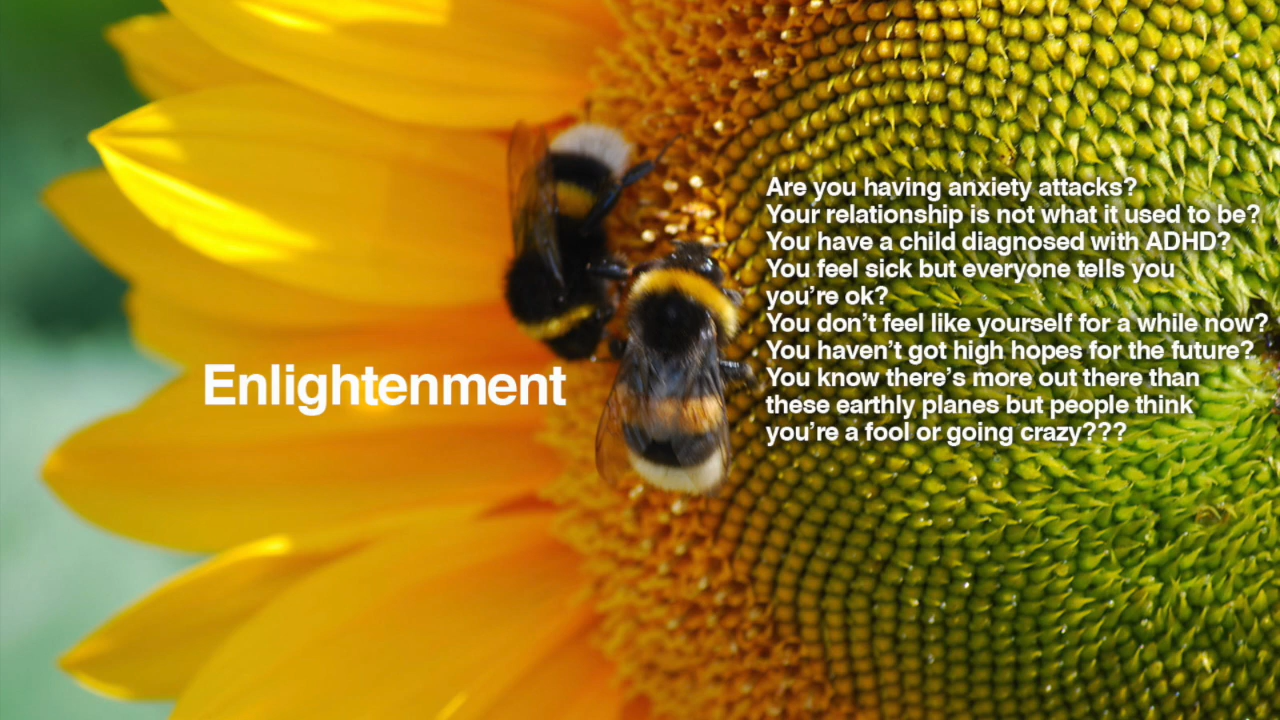 Enlightenment
Are you having anxiety attacks?
Your relationship is not what it used to be?
You have a child diagnosed with ADHD?
You feel sick but everyone tells you
you’re ok?
You don’t feel like yourself for a while now?
You haven’t got high hopes for the future?
You know there’s more out there than
these earthly planes but people think
you’re a fool or going crazy???